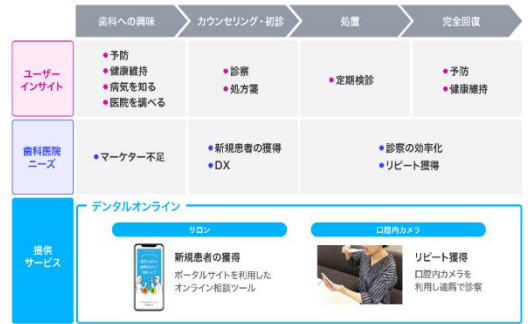 歯科への興味
カウンセリング・初診
処置
完全回復
ユーザー
インサイト
●予防
●健康維持
●病気を知る
●医院を調べる
●診察
●処方箋
●定期検診
●予防
●健康維持
歯科医院
ニーズ
●マーケター不足
●新規患者の獲得
●DX
●診察の効率化
●リピート獲得
提供
サービス
デンタルオンライン
サロン
新規患者の獲得
ポータルサイトを利用した
オンライン相談ツール
口腔内カメラ
リピート獲得
口腔内カメラを
利用し遠隔で診察